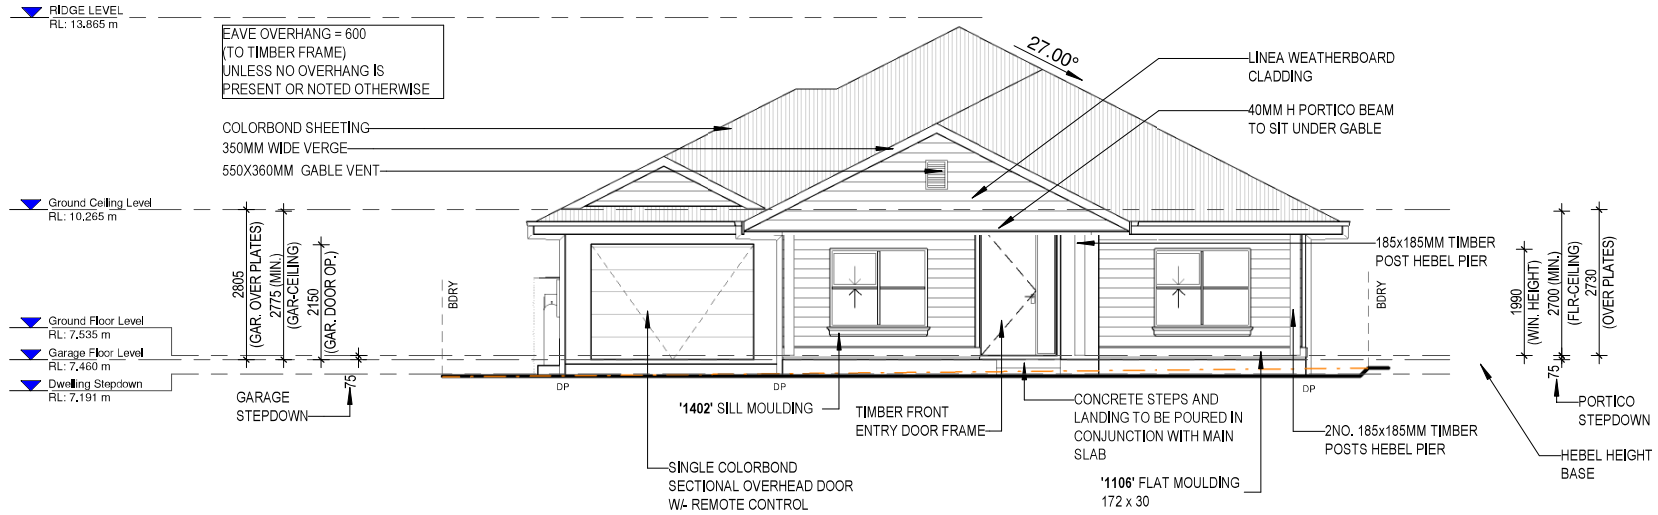 RIDGE LEVEL
RL: 13.865 m
EAVE OVERHANG = 600
(TO TIMBER FRAME)
UNLESS NO OVERHANG IS
PRESENT OR NOTED OTHERWISE
27.00°
LINEA WEATHERBOARD
CLADDING
40MM H PORTICO BEAM
TO SIT UNDER GABLE
COLORBOND SHEETING
350MM WIDE VERGE
550X360MM GABLE VENT
Ground Ceiling Level
RL: 10.265 m
2805
(GAR. OVER PLATES)
2775 (MIN.)
(GAR-CEILING)
2150
(GAR. DOOR OP.)
BDRY
185x185MM TIMBER
POST HEBEL PIER
BDRY
1990
(WIN. HEIGHT)
2700 (MIN.)
(FLR-CEILING)
2730
(OVER PLATES)
Ground Floor Level
RL: 7.535 m
Garage Floor Level
RL: 7.460 m
Dwelling Stepdown
RL: 7.191 m
75
75
DP
DP
DP
GARAGE
STEPDOWN
'1402' SILL MOULDING
TIMBER FRONT
ENTRY DOOR FRAME
CONCRETE STEPS AND
LANDING TO BE POURED IN
CONJUNCTION WITH MAIN
SLAB
2NO. 185x185MM TIMBER
POSTS HEBEL PIER
PORTICO
STEPDOWN
HEBEL HEIGHT
BASE
SINGLE COLORBOND
SECTIONAL OVERHEAD DOOR
W/- REMOTE CONTROL
'1106' FLAT MOULDING
172 x 30